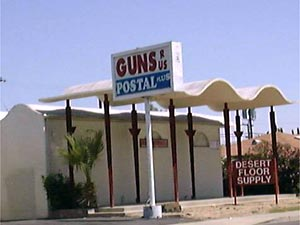 GUNS R US
POSTAL PLUS
DESERT
FLOOR
SUPPLY